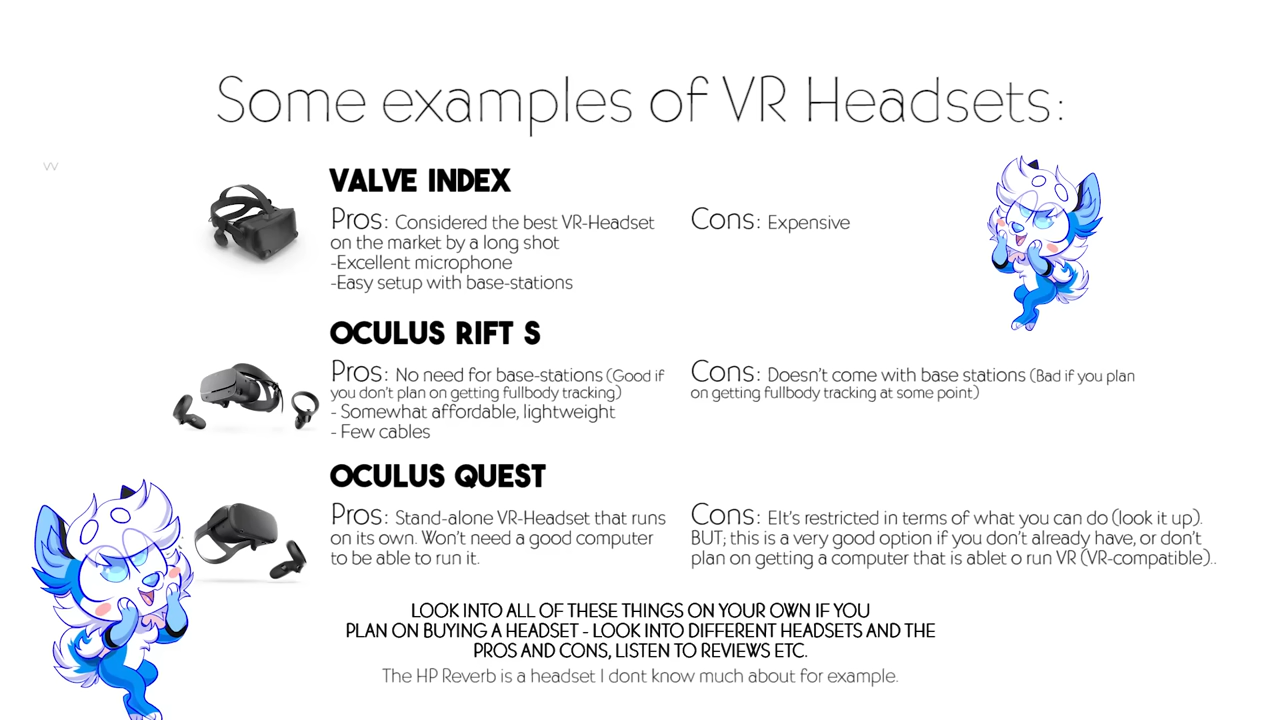 Some examples of VR Headsets:
VV
VALVE INDEX
Pros: Considered the best VR-Headset
on the market by a long shot
-Excellent microphone
-Easy setup with base-stations
Cons: Expensive
OCULUS RIFT S
Pros: No need for base-stations (Good if
you don't plan on getting fullbody tracking)
- Somewhat affordable, lightweight
- Few cables
Cons: Doesn't come with base stations (Bad if you plan
on getting fullbody tracking at some point)
OCULUS QUEST
Pros: Stand-alone VR-Headset that runs
on its own. Won't need a good computer
to be able to run it.
Cons: EIt's restricted in terms of what you can do (look it up).
BUT; this is a very good option if you don't already have, or don't
plan on getting a computer that is ablet o run VR (VR-compatible)..
LOOK INTO ALL OF THESE THINGS ON YOUR OWN IF YOU
PLAN ON BUYING A HEADSET - LOOK INTO DIFFERENT HEADSETS AND THE
PROS AND CONS, LISTEN TO REVIEWS ETC.
The HP Reverb is a headset I dont know much about for example.